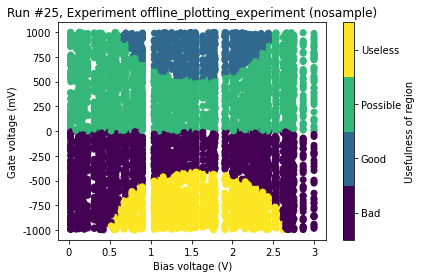 Run #25, Experiment offline_plotting_experiment (nosample)
1000
750
500
250
0
-250
-500
-750
-1000
Gate voltage (mV)
0
0.5
1
1.5
2
2.5
3
Bias voltage (V)
Useless
Possible
Good
Bad
Usefulness of region